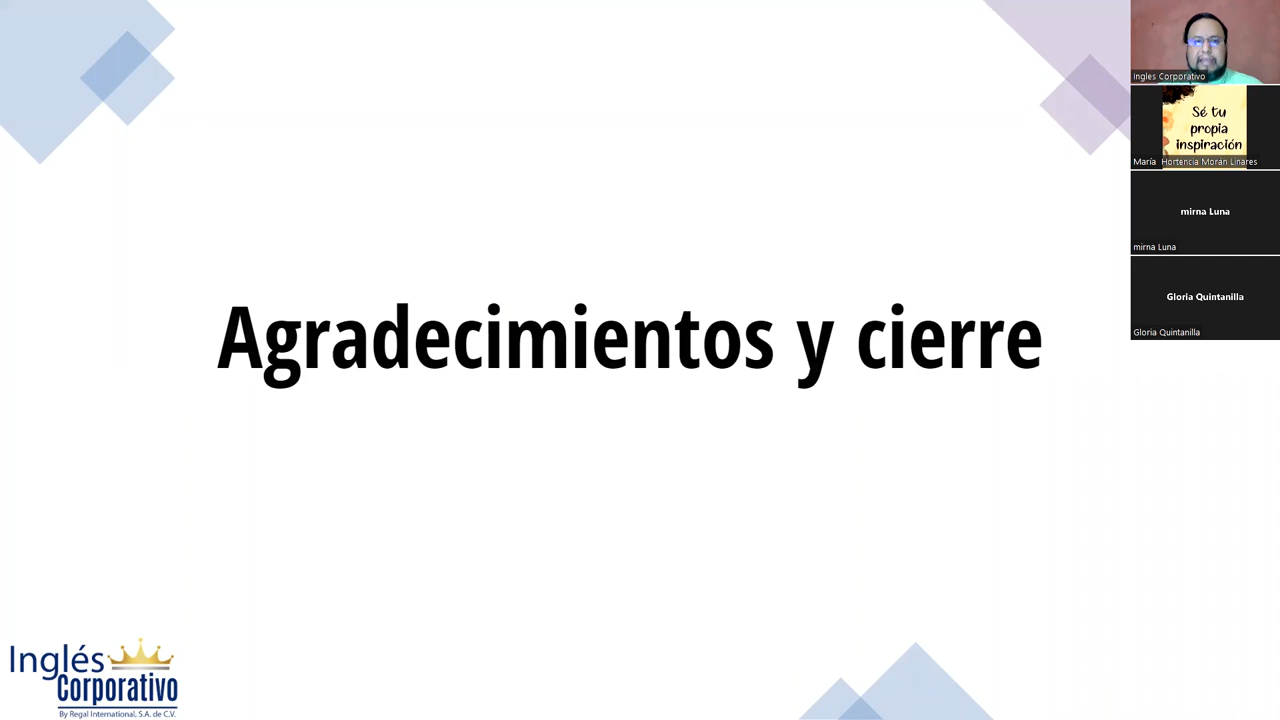 Agradecimientos y cierre
Inglés
Corporativo
By Regal International, S.A. de C.V.
Ingles Corporativo
Sé tu
propia
inspiración
María Hortencia Morán Linares
mirna Luna
mirna Luna
Gloria Quintanilla
Gloria Quintanilla